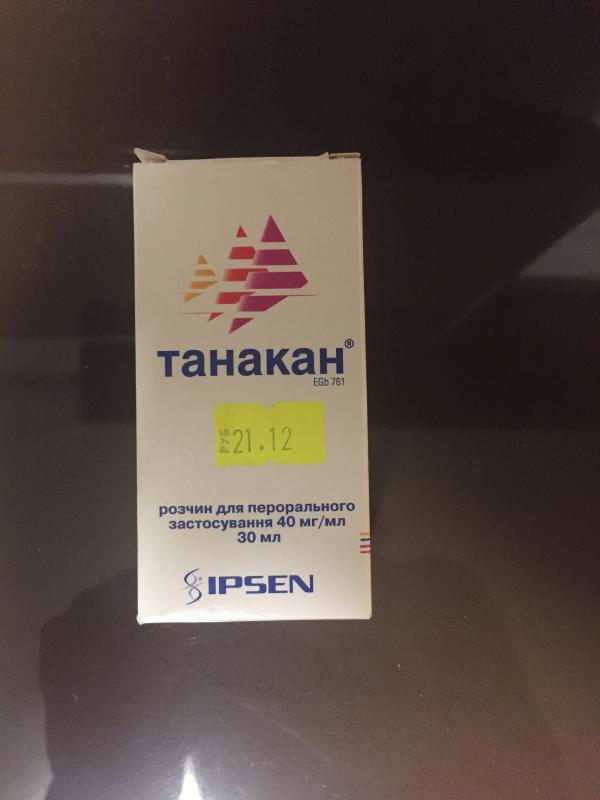 танакан®
EGb 761
РУБ 21.12
розчин для перорального
застосування 40 мг/мл
30 мл
IPSEN